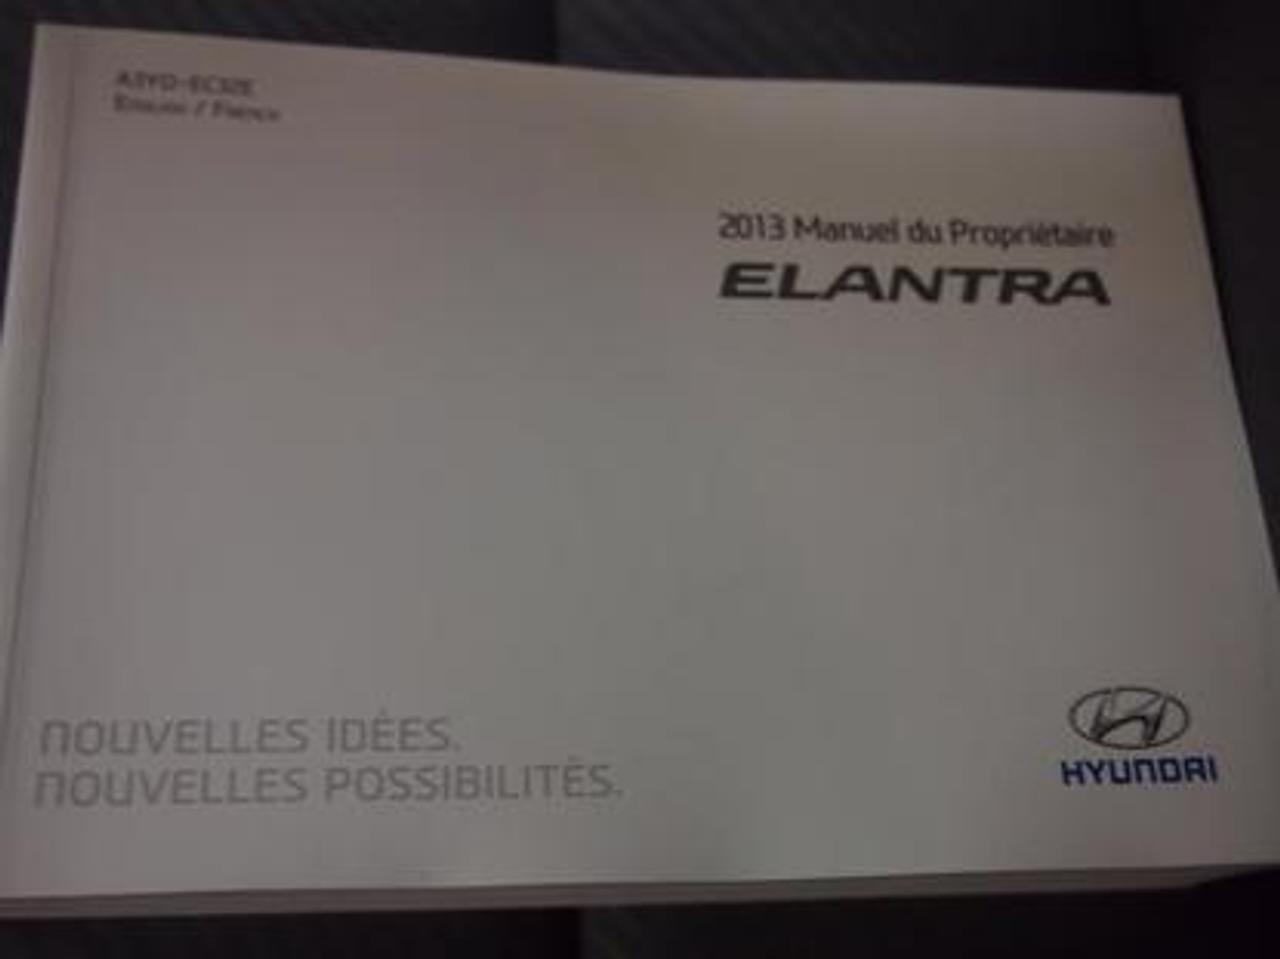 2013 Manuel du Propriétaire
ELANTRA
NOUVELLES IDÉES.
NOUVELLES POSSIBILITÉS.
HYUNDAI